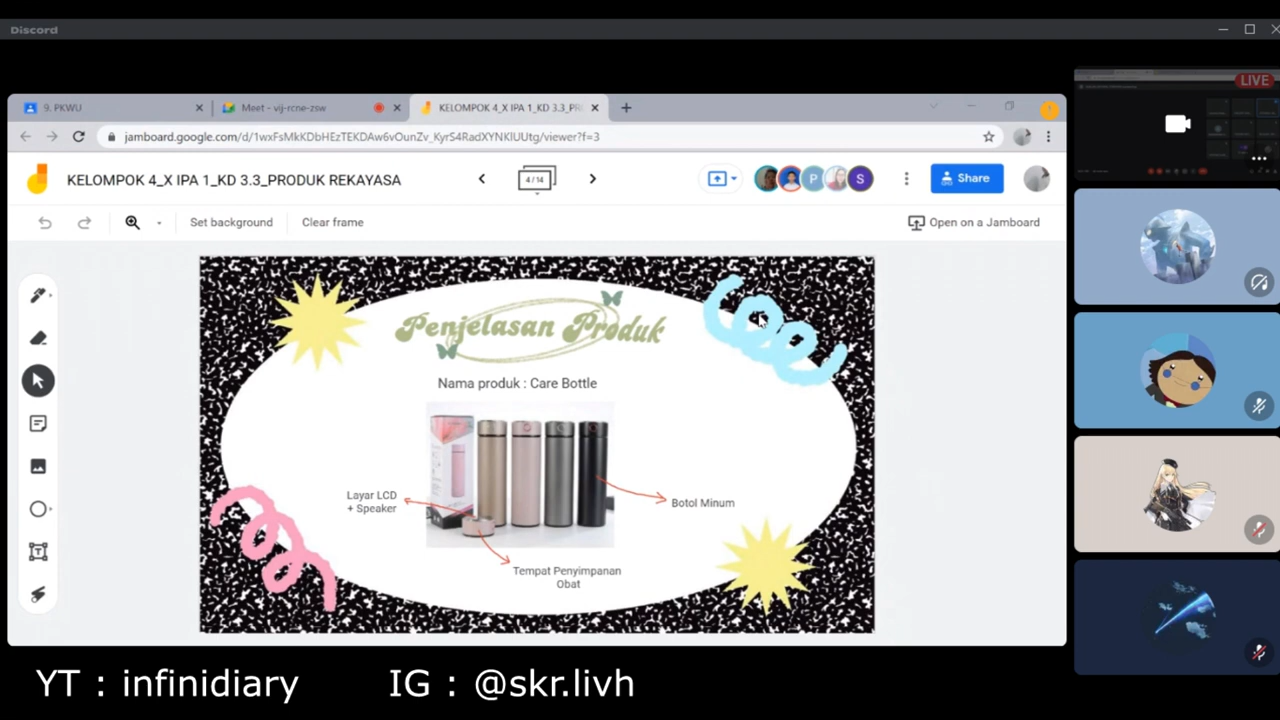 Discord
LIVE
9. PKWU
Meet - vij-rcne-zsw
KELOMPOK 4_X IPA 1_KD 3.3_PR
jamboard.google.com/d/1wxFsMkKDbHEzTEKDAw6vOunZv_KyrS4RadXYNKlUUtg/viewer?f=3
KELOMPOK 4_X IPA 1_KD 3.3_PRODUK REKAYASA
4 / 14
P
S
Share
Set background
Clear frame
Open on a Jamboard
Penjelasan Produk
Nama produk : Care Bottle
Layar LCD
+ Speaker
Botol Minum
Tempat Penyimpanan
Obat
YT : infinidiary
IG : @skr.livh